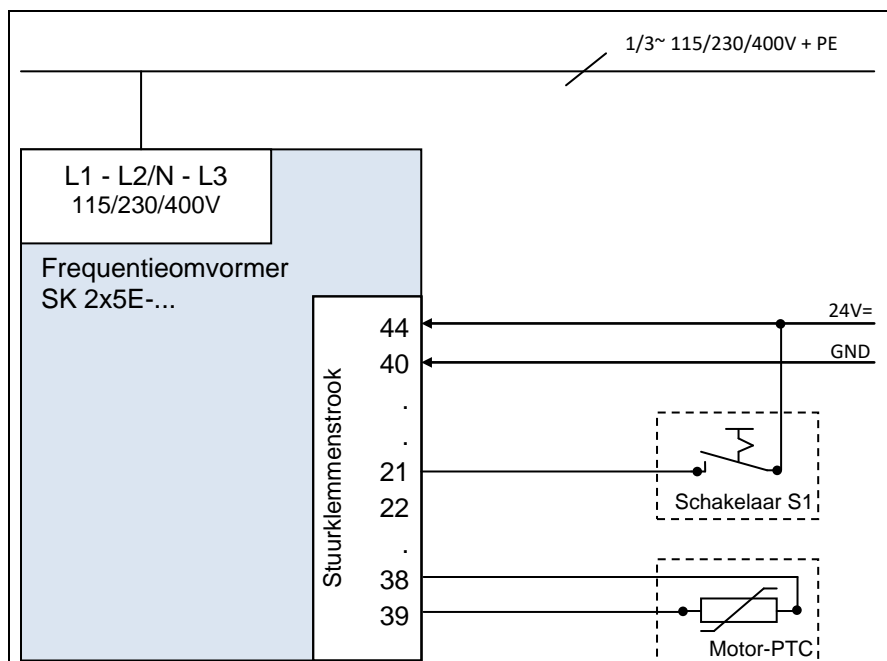 1/3~ 115/230/400V + PE
L1 - L2/N - L3
115/230/400V
Frequentieomvormer
SK 2x5E-...
Stuurklemmenstrook
44
40
.
.
21
22
.
38
39
24V=
GND
Schakelaar S1
Motor-PTC